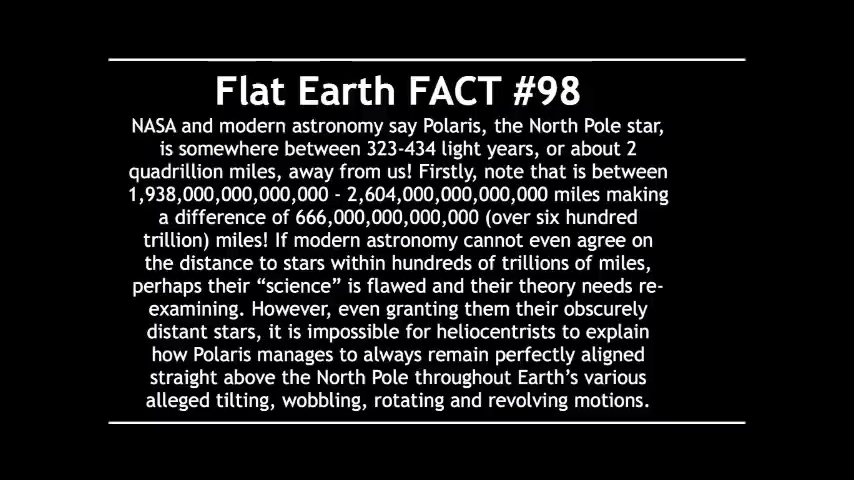 Flat Earth FACT #98
NASA and modern astronomy say Polaris, the North Pole star,
is somewhere between 323-434 light years, or about 2
quadrillion miles, away from us! Firstly, note that is between
1,938,000,000,000,000 - 2,604,000,000,000,000 miles making
a difference of 666,000,000,000,000 (over six hundred
trillion) miles! If modern astronomy cannot even agree on
the distance to stars within hundreds of trillions of miles,
perhaps their “science” is flawed and their theory needs re-
examining. However, even granting them their obscurely
distant stars, it is impossible for heliocentrists to explain
how Polaris manages to always remain perfectly aligned
straight above the North Pole throughout Earth’s various
alleged tilting, wobbling, rotating and revolving motions.